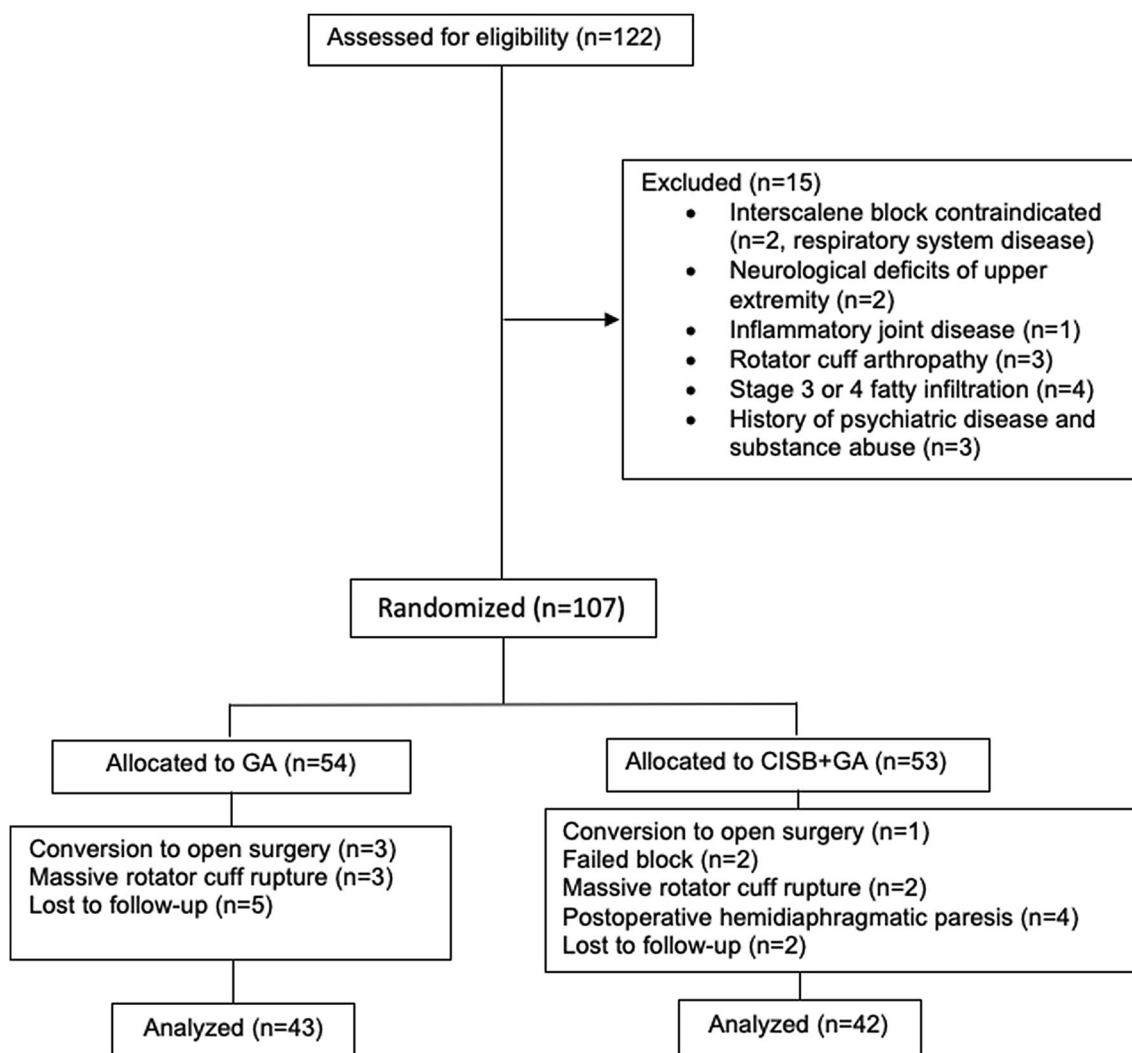 Assessed for eligibility (n=122)
Excluded (n=15)
• Interscalene block contraindicated
(n=2, respiratory system disease)
• Neurological deficits of upper
extremity (n=2)
• Inflammatory joint disease (n=1)
• Rotator cuff arthropathy (n=3)
• Stage 3 or 4 fatty infiltration (n=4)
• History of psychiatric disease and
substance abuse (n=3)
Randomized (n=107)
Allocated to GA (n=54)
Allocated to CISB+GA (n=53)
Conversion to open surgery (n=3)
Massive rotator cuff rupture (n=3)
Lost to follow-up (n=5)
Conversion to open surgery (n=1)
Failed block (n=2)
Massive rotator cuff rupture (n=2)
Postoperative hemidiaphragmatic paresis (n=4)
Lost to follow-up (n=2)
Analyzed (n=43)
Analyzed (n=42)